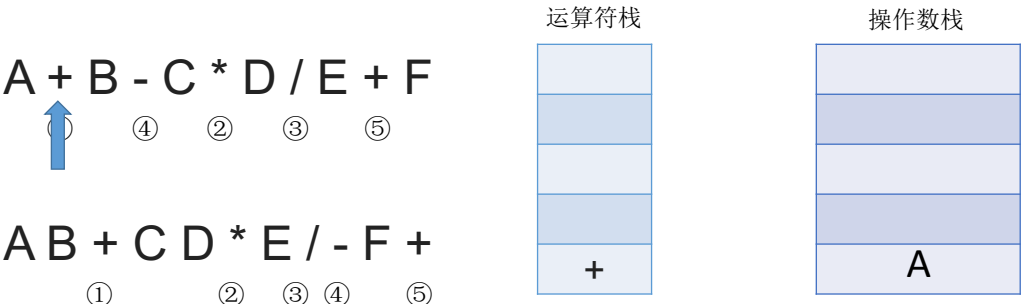 运算符栈 操作数栈
A + B - C * D / E + F
④ ② ③ ⑤
A B + C D * E / - F +
① ② ③ ④ ⑤
+ A